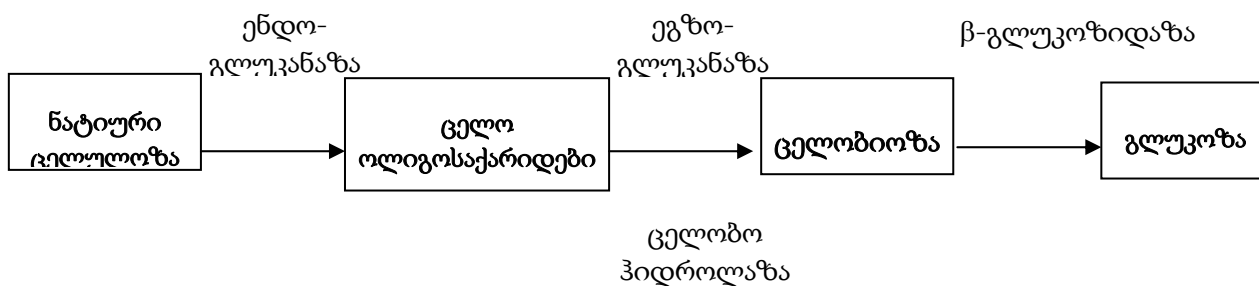 ენდო-
გლუკანაზა
ეგზო-
გლუკანაზა
β-გლუკოზიდაზა
ნატიური
ცელულოზა
ცელო
ოლიგოსაქარიდები
ცელობიოზა
გლუკოზა
ცელობო
ჰიდროლაზა